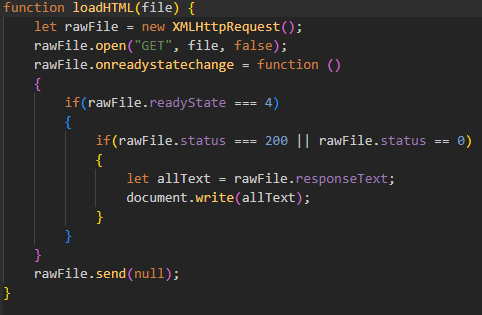 function loadHTML(file) {
    let rawFile = new XMLHttpRequest();
    rawFile.open("GET", file, false);
    rawFile.onreadystatechange = function ()
    {
        if(rawFile.readyState === 4)
        {
            if(rawFile.status === 200 || rawFile.status == 0)
            {
                let allText = rawFile.responseText;
                document.write(allText);
            }
        }
    }
    rawFile.send(null);
}